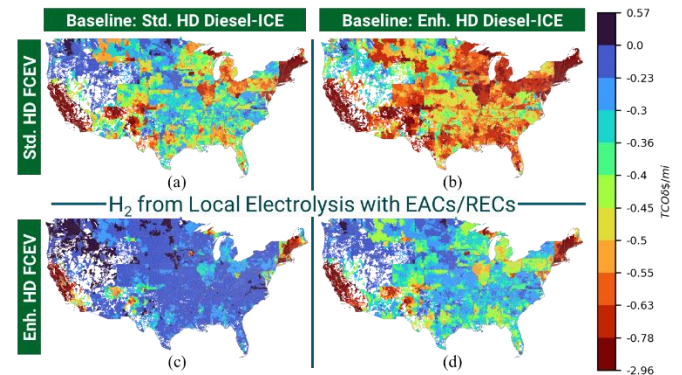 Baseline: Std. HD Diesel-ICE
Baseline: Enh. HD Diesel-ICE
Std. HD FCEV
(a)
(b)
H₂ from Local Electrolysis with EACs/RECs
Enh. HD FCEV
(c)
(d)
0.57
0.0
-0.23
-0.3
-0.36
-0.4
-0.45
-0.5
-0.55
-0.63
-0.78
-2.96
TCOδ$/mi